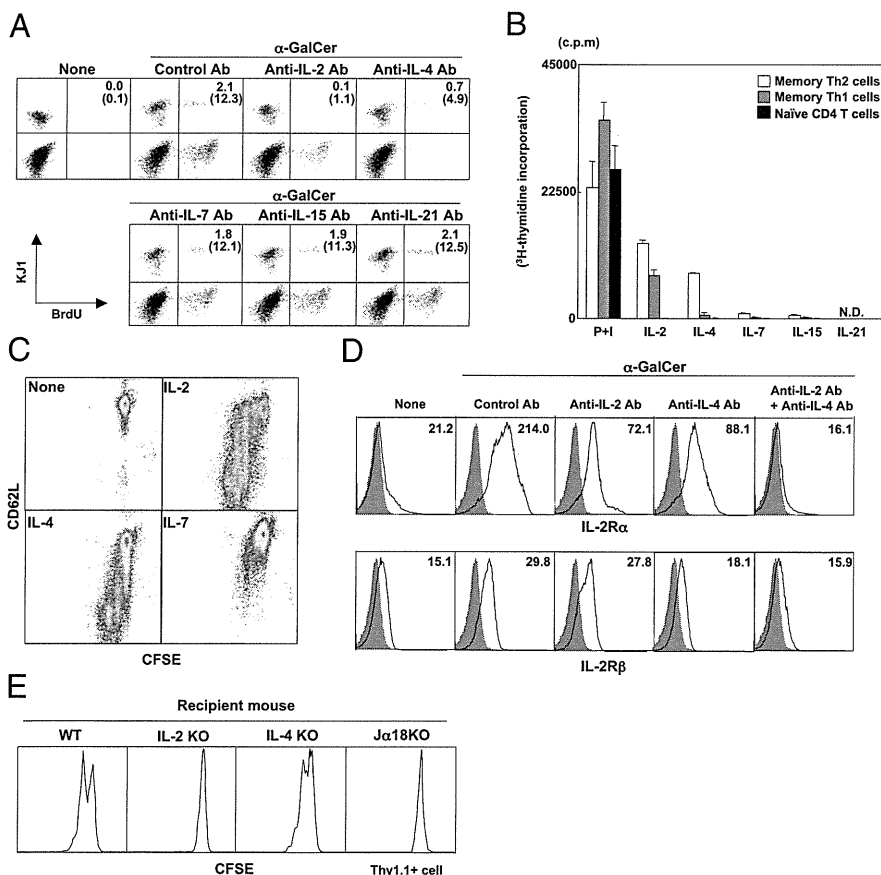 A
α-GalCer
None
Control Ab
Anti-IL-2 Ab
Anti-IL-4 Ab
0.0
(0.1)
2.1
(12.3)
0.1
(1.1)
0.7
(4.9)
α-GalCer
Anti-IL-7 Ab
Anti-IL-15 Ab
Anti-IL-21 Ab
1.8
(12.1)
1.9
(11.3)
2.1
(12.5)
KJ1
BrdU
B
(c.p.m)
45000
22500
0
(³H-thymidine incorporation)
Memory Th2 cells
Memory Th1 cells
Naïve CD4 T cells
N.D.
P+I
IL-2
IL-4
IL-7
IL-15
IL-21
C
None
IL-2
IL-4
IL-7
CD62L
CFSE
D
α-GalCer
None
Control Ab
Anti-IL-2 Ab
Anti-IL-4 Ab
Anti-IL-2 Ab
+ Anti-IL-4 Ab
21.2
214.0
72.1
88.1
16.1
IL-2Rα
15.1
29.8
27.8
18.1
15.9
IL-2Rβ
E
Recipient mouse
WT
IL-2 KO
IL-4 KO
Jα18KO
CFSE
Thy1.1+ cell